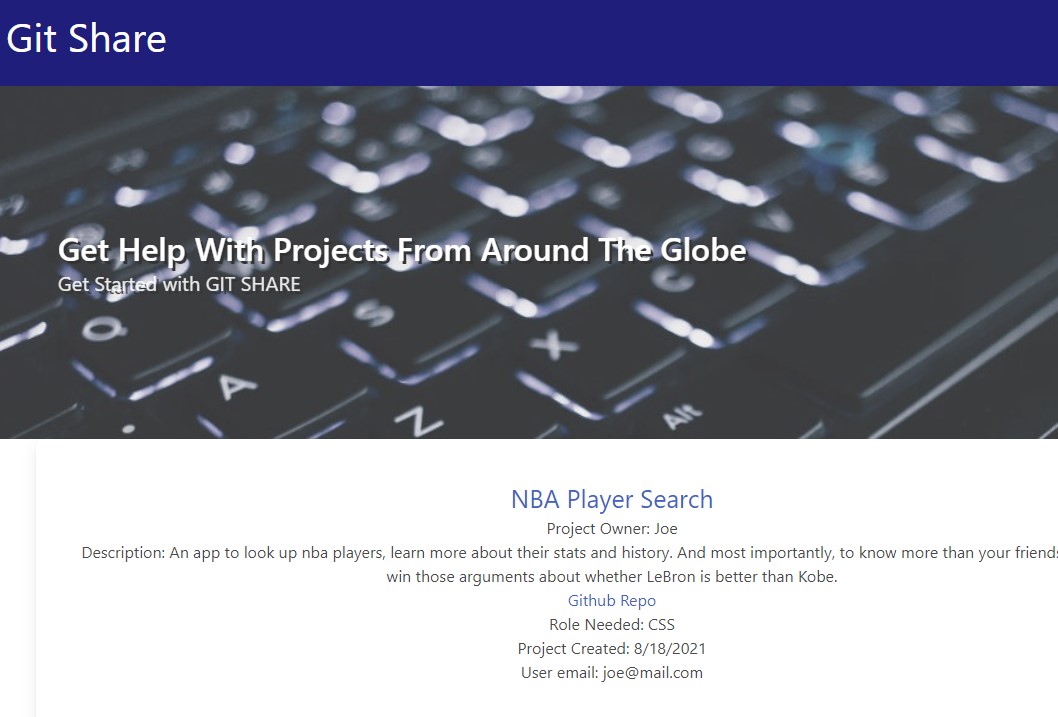 Git Share
Get Help With Projects From Around The Globe
Get Started with GIT SHARE
Q
A
S
Z
X
C
Alt
NBA Player Search
Project Owner: Joe
Description: An app to look up nba players, learn more about their stats and history. And most importantly, to know more than your friends
win those arguments about whether LeBron is better than Kobe.
Github Repo
Role Needed: CSS
Project Created: 8/18/2021
User email: joe@mail.com